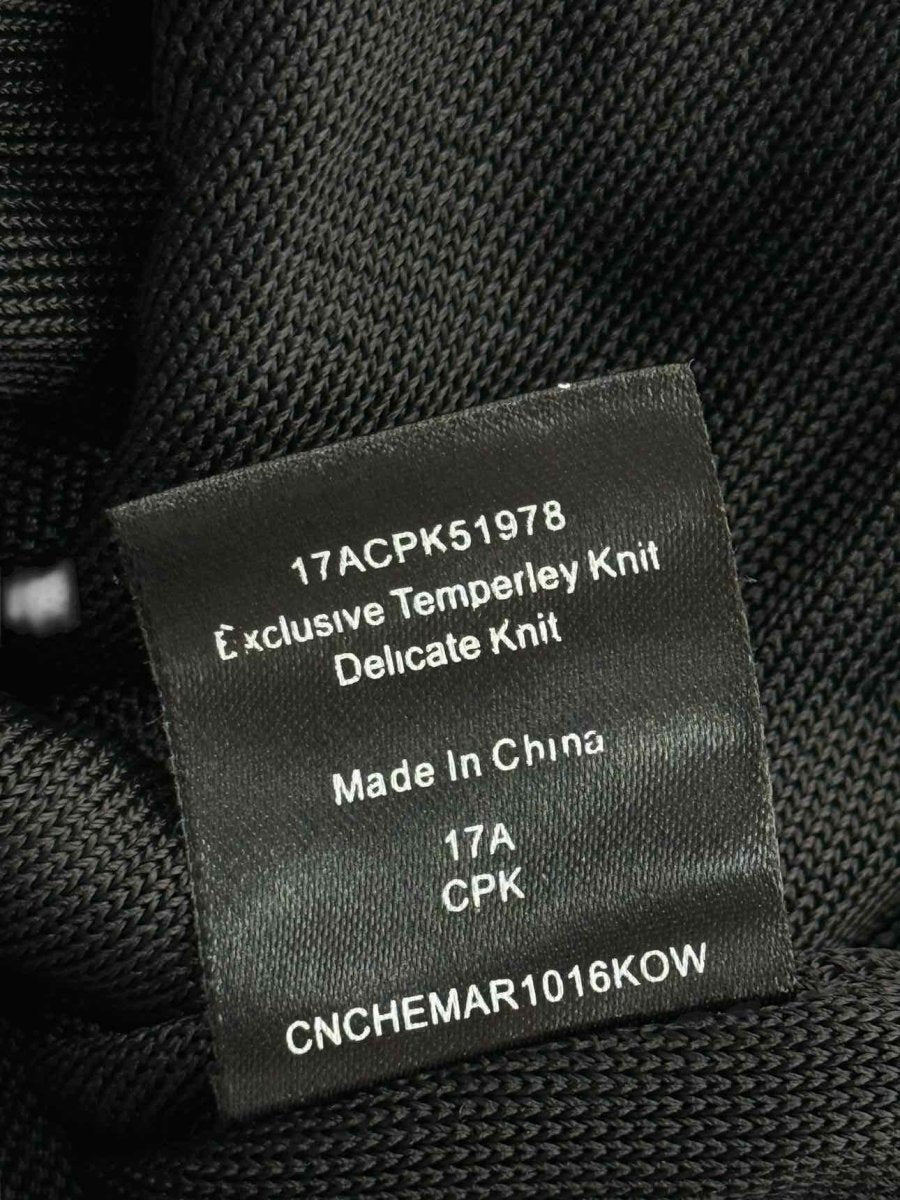 17ACPK51978
Exclusive Temperley Knit
Delicate Knit
Made In China
17A
CPK
CNCHEMAR1016KOW